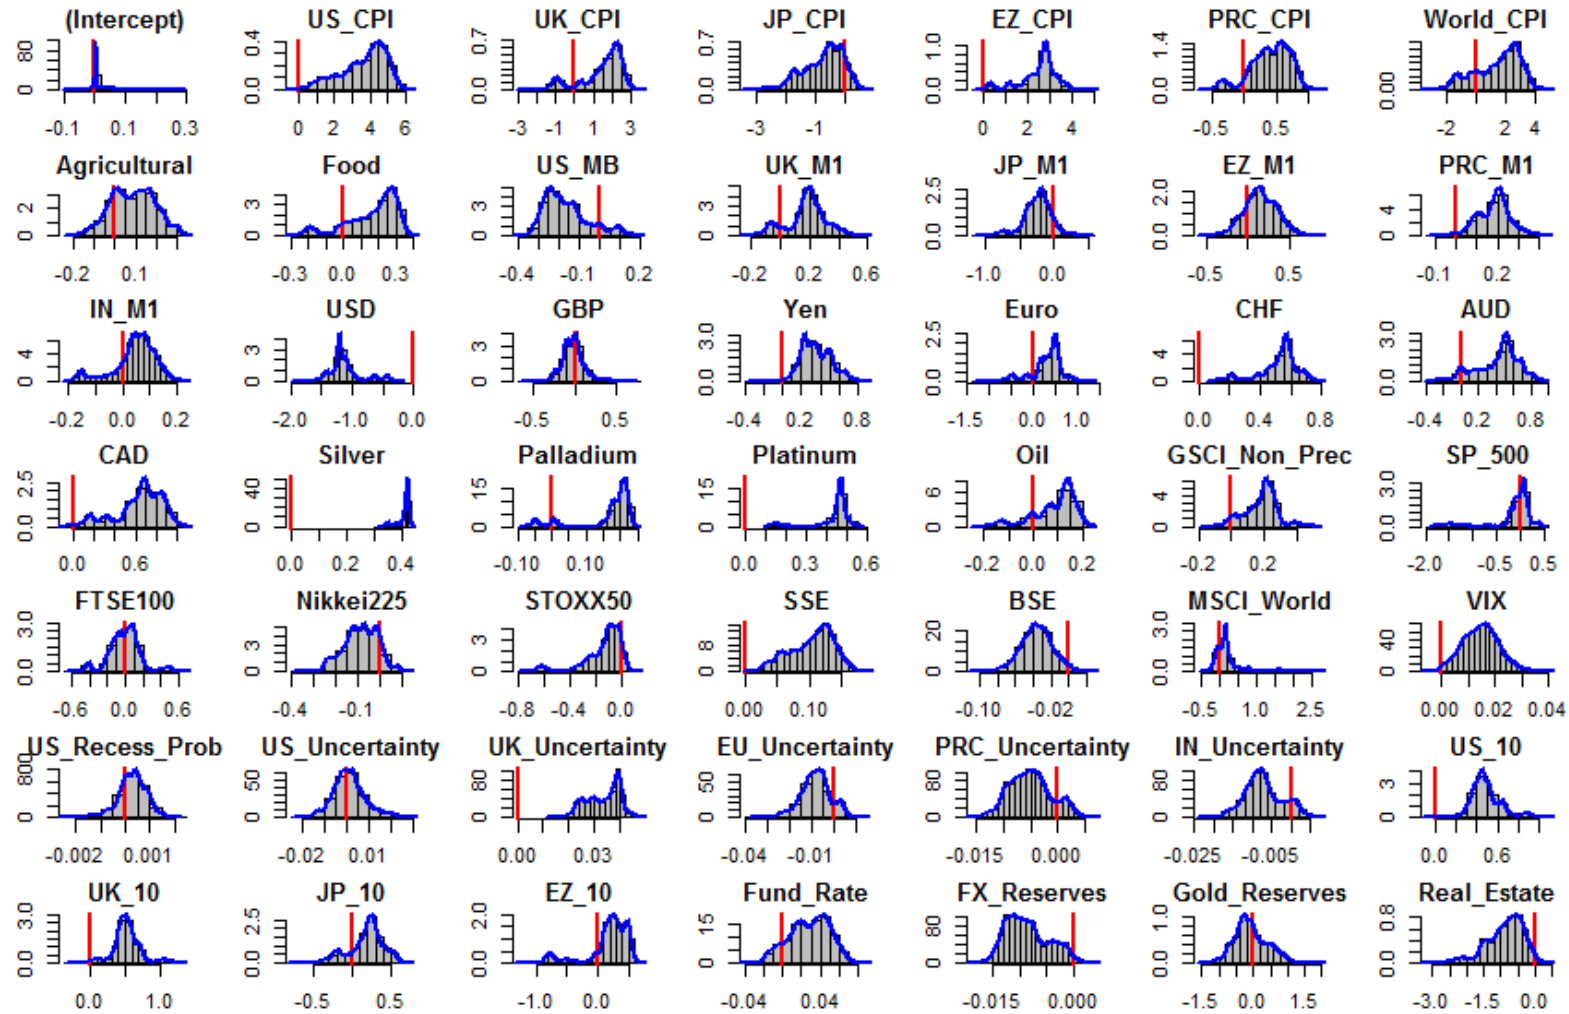 (Intercept) US_CPI UK_CPI JP_CPI EZ_CPI PRC_CPI World_CPI
0 80 0.0 0.4 0.0 0.7 0.0 0.7 0.0 1.0 0.0 1.4 0.00
-0.1 0.1 0.3 0 2 4 6 -3 -1 1 3 -3 -1 0 2 4 -0.5 0.5 -2 2 4
Agricultural Food US_MB UK_M1 JP_M1 EZ_M1 PRC_M1
0 2 0 3 0 3 0 3 0.0 2.5 0.0 2.0 0 4
-0.2 0.1 -0.3 0.0 0.3 -0.4 -0.1 0.2 -0.2 0.2 0.6 -1.0 0.0 -0.5 0.5 -0.1 0.2
IN_M1 USD GBP Yen Euro CHF AUD
0 4 0 3 0 3 0.0 3.0 0.0 2.5 0 4 0.0 3.0
-0.2 0.0 0.2 -2.0 -1.0 0.0 -0.5 0.5 -0.4 0.2 0.8 -1.5 0.0 1.0 0.0 0.4 0.8 -0.4 0.2 0.8
CAD Silver Palladium Platinum Oil GSCI_Non_Prec SP_500
0.0 2.5 0 40 0 15 0 15 0 6 0 4 0.0 3.0
0.0 0.6 0.0 0.2 0.4 -0.10 0.10 0.0 0.2 0.4 0.6 -0.2 0.0 0.2 -0.2 0.2 -2.0 -0.5 0.5
FTSE100 Nikkei225 STOXX50 SSE BSE MSCI_World VIX
0.0 3.0 0 3 0 3 0 8 0 20 0.0 3.0 0 40
-0.6 0.0 0.6 -0.4 -0.1 -0.8 -0.4 0.0 0.00 0.10 -0.10 -0.02 -0.5 1.0 2.5 0.00 0.02 0.04
US_Recess_Prob US_Uncertainty UK_Uncertainty EU_Uncertainty PRC_Uncertainty IN_Uncertainty US_10
0 800 0 50 0 80 0 50 0 80 0 80 0 3
-0.002 0.001 -0.02 0.01 0.00 0.03 -0.04 -0.01 -0.015 0.000 -0.025 -0.005 0.0 0.6
UK_10 JP_10 EZ_10 Fund_Rate FX_Reserves Gold_Reserves Real_Estate
0.0 3.0 0.0 2.5 0.0 2.0 0 15 0 80 0.0 1.0 0.0 0.8
0.0 1.0 -0.5 0.5 -1.0 0.0 -0.04 0.04 -0.015 0.000 -1.5 0.0 1.5 -3.0 -1.5 0.0